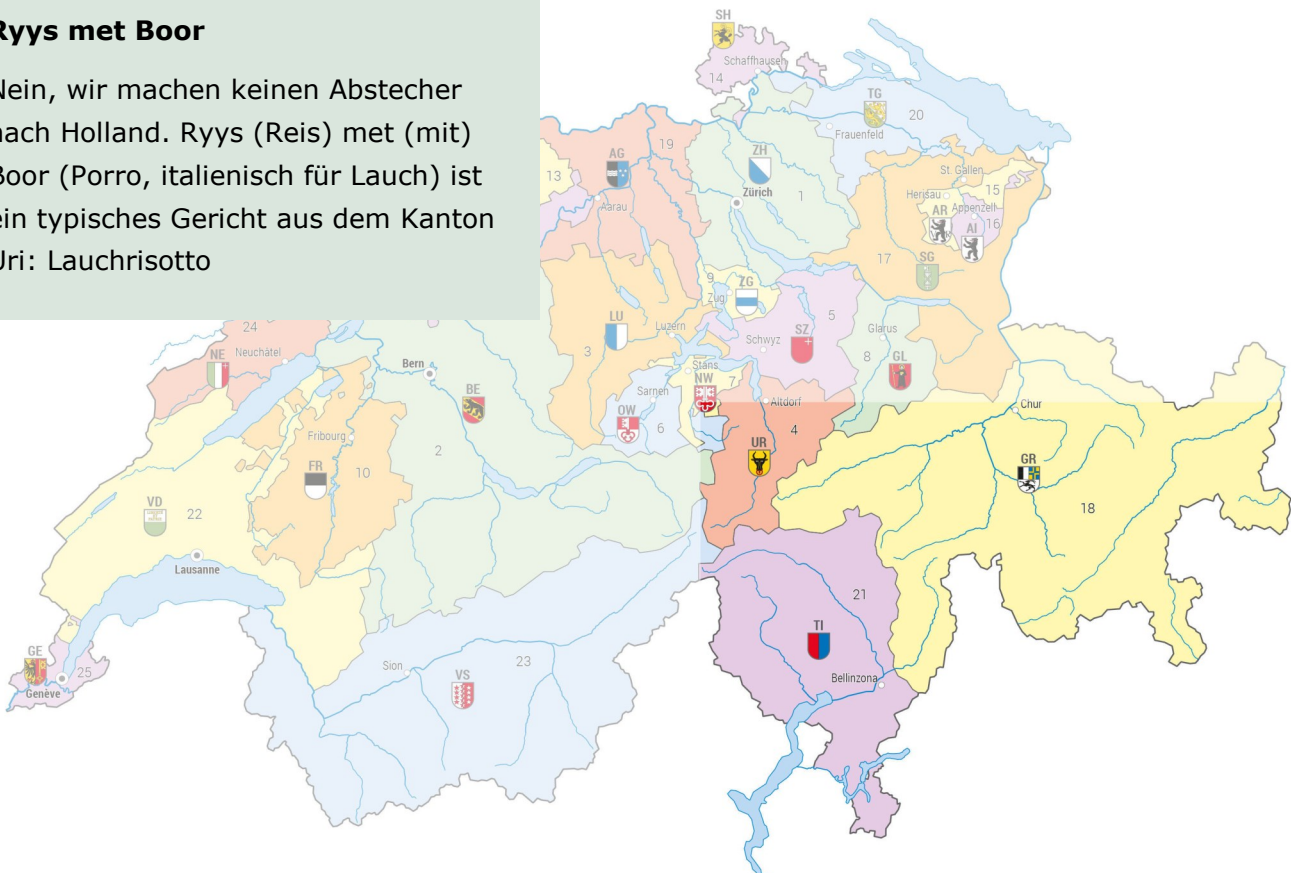 Ryys met Boor
Nein, wir machen keinen Abstecher
nach Holland. Ryys (Reis) met (mit)
Boor (Porro, italienisch für Lauch) ist
ein typisches Gericht aus dem Kanton
Uri: Lauchrisotto
SH
Schaffhausen
14
TG
20
Frauenfeld
19
AG
13
Aarau
ZH
Zürich
1
St. Gallen
15
Herisau
AR
Appenzell
AI
16
17
SG
9
ZG
Zug
LU
Luzern
3
5
SZ
Schwyz
Glarus
8
GL
24
NE
Neuchâtel
Bern
BE
2
Stans
NW
7
Sarnen
OW
6
Altdorf
4
UR
Chur
GR
18
Fribourg
FR
10
VD
22
Lausanne
GE
25
Genève
Sion
23
VS
21
TI
Bellinzona